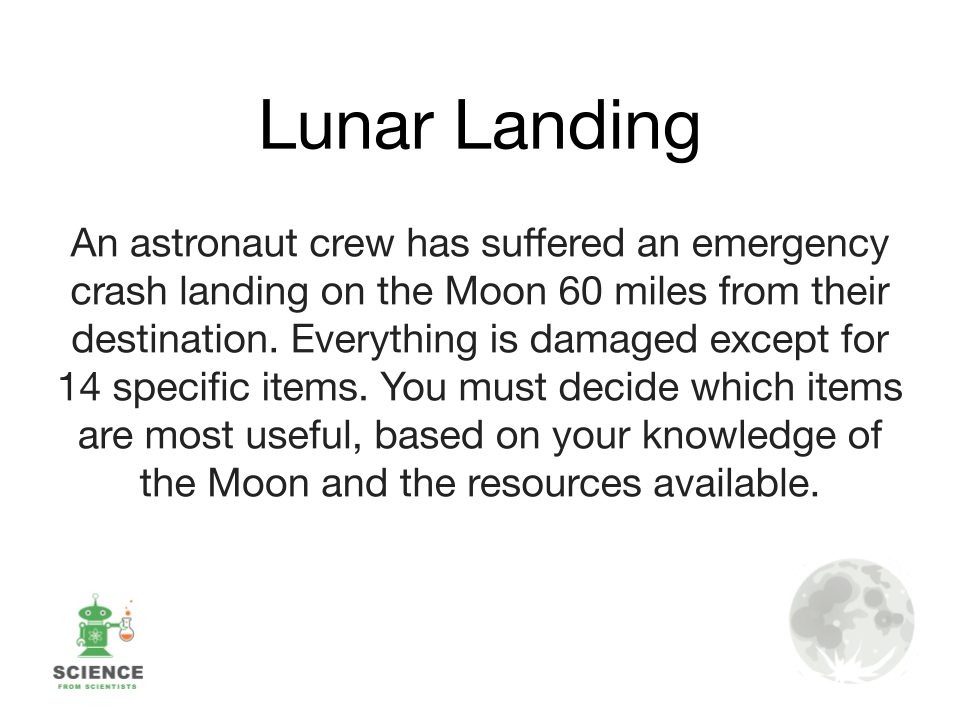 Lunar Landing
An astronaut crew has suffered an emergency
crash landing on the Moon 60 miles from their
destination. Everything is damaged except for
14 specific items. You must decide which items
are most useful, based on your knowledge of
the Moon and the resources available.
SCIENCE
FROM SCIENTISTS